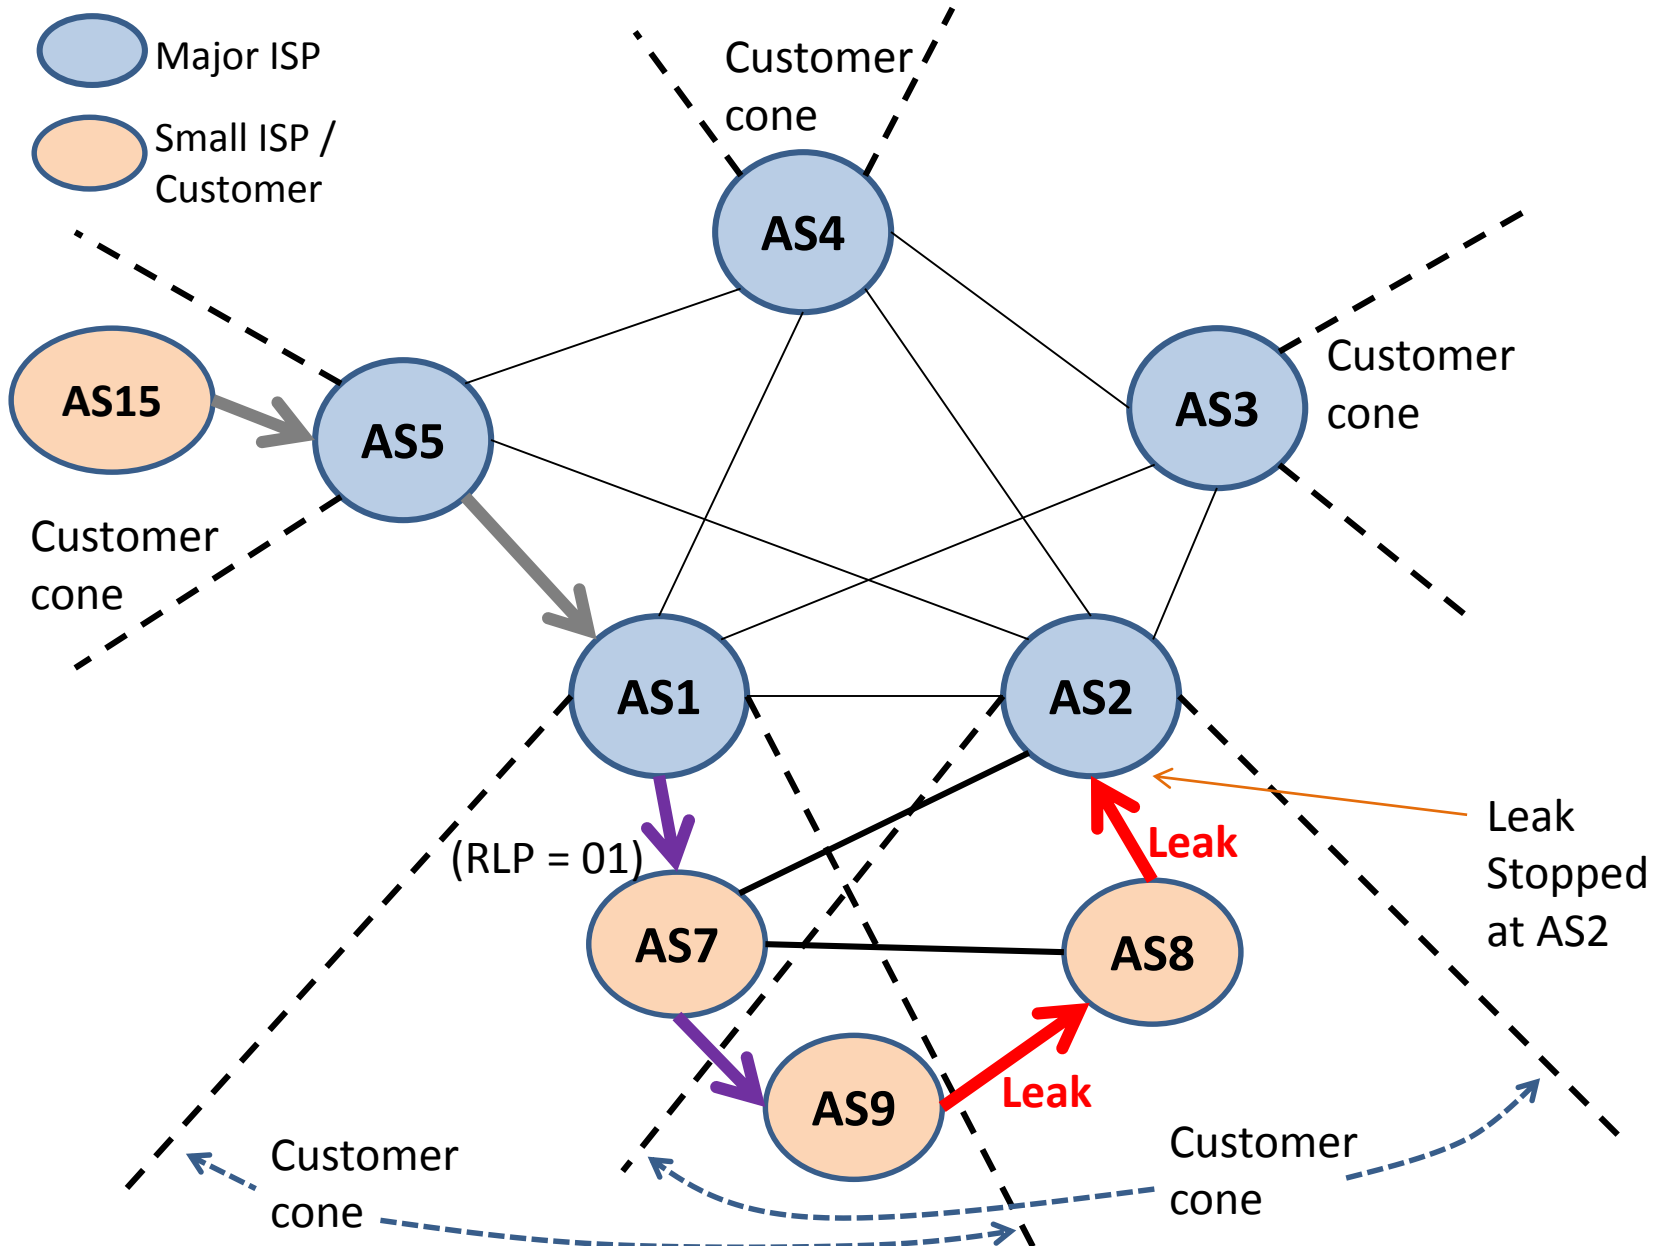 Major ISP
Small ISP /
Customer
Customer
cone
AS4
AS15
AS5
AS3
Customer
cone
Customer
cone
AS1
AS2
(RLP = 01)
Leak
Leak
Stopped
at AS2
AS7
AS8
AS9
Leak
Customer
cone
Customer
cone